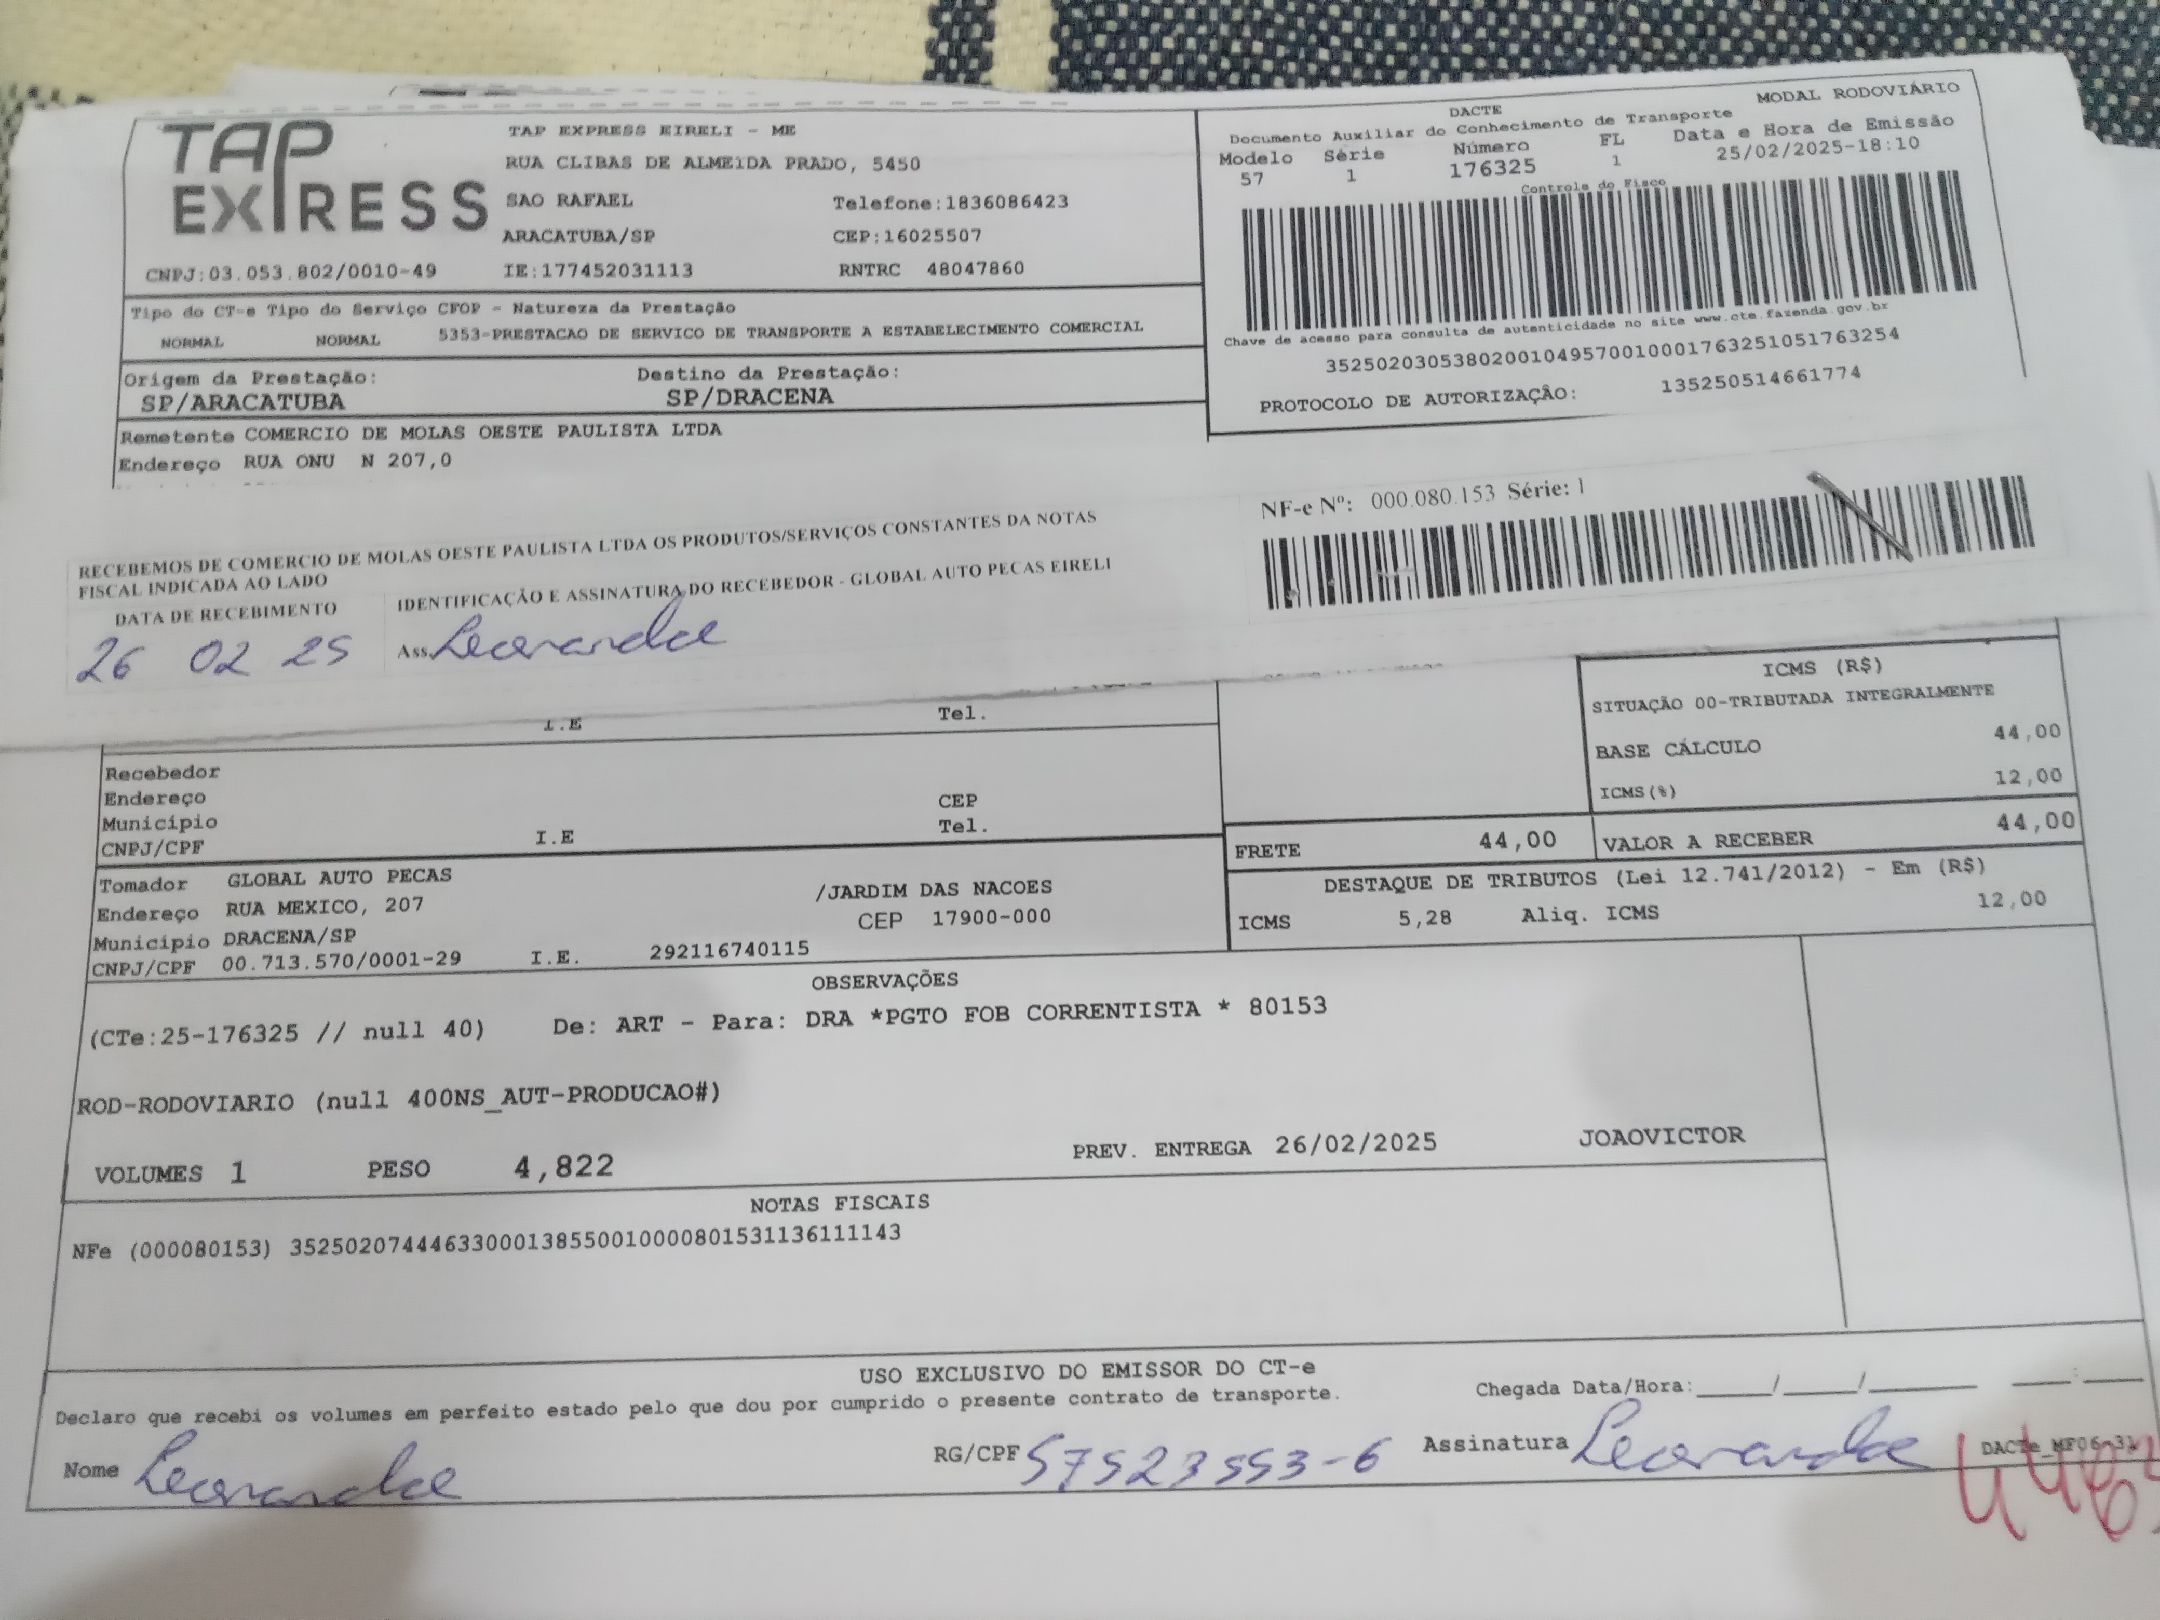 TAP EXPRESS
TAP EXPRESS EIRELI - ME
RUA CLIBAS DE ALMEIDA PRADO, 5450
SAO RAFAEL Telefone:1836086423
ARACATUBA/SP CEP:16025507
CNPJ:03.053.802/0010-49 IE:177452031113 RNTRC 48047860
MODAL RODOVIÁRIO
DACTE
Documento Auxiliar do Conhecimento de Transporte
Modelo Série Número FL Data e Hora de Emissão
57 1 176325 1 25/02/2025-18:10
Controle do Fisco
Chave de acesso para consulta de autenticidade no site www.cte.fazenda.gov.br
35250203053802001049570010001763251051763254
PROTOCOLO DE AUTORIZAÇÃO: 135250514661774
Tipo do CT-e Tipo do Serviço CFOP - Natureza da Prestação
NORMAL NORMAL 5353-PRESTACAO DE SERVICO DE TRANSPORTE A ESTABELECIMENTO COMERCIAL
Origem da Prestação: Destino da Prestação:
SP/ARACATUBA SP/DRACENA
Remetente COMERCIO DE MOLAS OESTE PAULISTA LTDA
Endereço RUA ONU N 207,0
RECEBEMOS DE COMERCIO DE MOLAS OESTE PAULISTA LTDA OS PRODUTOS/SERVIÇOS CONSTANTES DA NOTAS
FISCAL INDICADA AO LADO
NF-e Nº: 000.080.153 Série: 1
DATA DE RECEBIMENTO IDENTIFICAÇÃO E ASSINATURA DO RECEBEDOR - GLOBAL AUTO PECAS EIRELI
26 02 25 Ass.
I.E Tel.
Recebedor
Endereço CEP
Município Tel.
CNPJ/CPF I.E
ICMS (R$)
SITUAÇÃO 00-TRIBUTADA INTEGRALMENTE
BASE CÁLCULO 44,00
ICMS(%) 12,00
FRETE 44,00 VALOR A RECEBER 44,00
DESTAQUE DE TRIBUTOS (Lei 12.741/2012) - Em (R$)
ICMS 5,28 Aliq. ICMS 12,00
Tomador GLOBAL AUTO PECAS
Endereço RUA MEXICO, 207 /JARDIM DAS NACOES
Município DRACENA/SP CEP 17900-000
CNPJ/CPF 00.713.570/0001-29 I.E. 292116740115
OBSERVAÇÕES
(CTe:25-176325 // null 40) De: ART - Para: DRA *PGTO FOB CORRENTISTA * 80153
ROD-RODOVIARIO (null 400NS_AUT-PRODUCAO#)
VOLUMES 1 PESO 4,822 PREV. ENTREGA 26/02/2025 JOAOVICTOR
NOTAS FISCAIS
NFe (000080153) 35250207444633000138550010000801531136111143
USO EXCLUSIVO DO EMISSOR DO CT-e
Declaro que recebi os volumes em perfeito estado pelo que dou por cumprido o presente contrato de transporte. Chegada Data/Hora:_____/_____/_______ ____:____
Nome RG/CPF 57523553-6 Assinatura